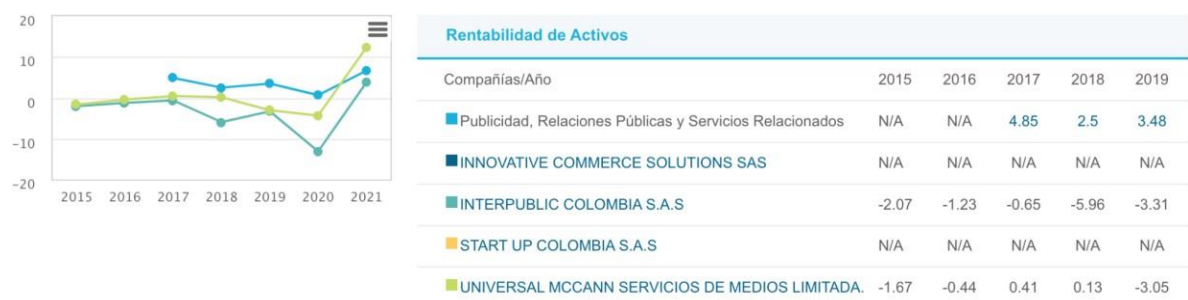 20
10
0
−10
−20
2015 2016 2017 2018 2019 2020 2021
Rentabilidad de Activos
Compañías/Año 2015 2016 2017 2018 2019
Publicidad, Relaciones Públicas y Servicios Relacionados N/A N/A 4.85 2.5 3.48
INNOVATIVE COMMERCE SOLUTIONS SAS N/A N/A N/A N/A N/A
INTERPUBLIC COLOMBIA S.A.S -2.07 -1.23 -0.65 -5.96 -3.31
START UP COLOMBIA S.A.S N/A N/A N/A N/A N/A
UNIVERSAL MCCANN SERVICIOS DE MEDIOS LIMITADA. -1.67 -0.44 0.41 0.13 -3.05